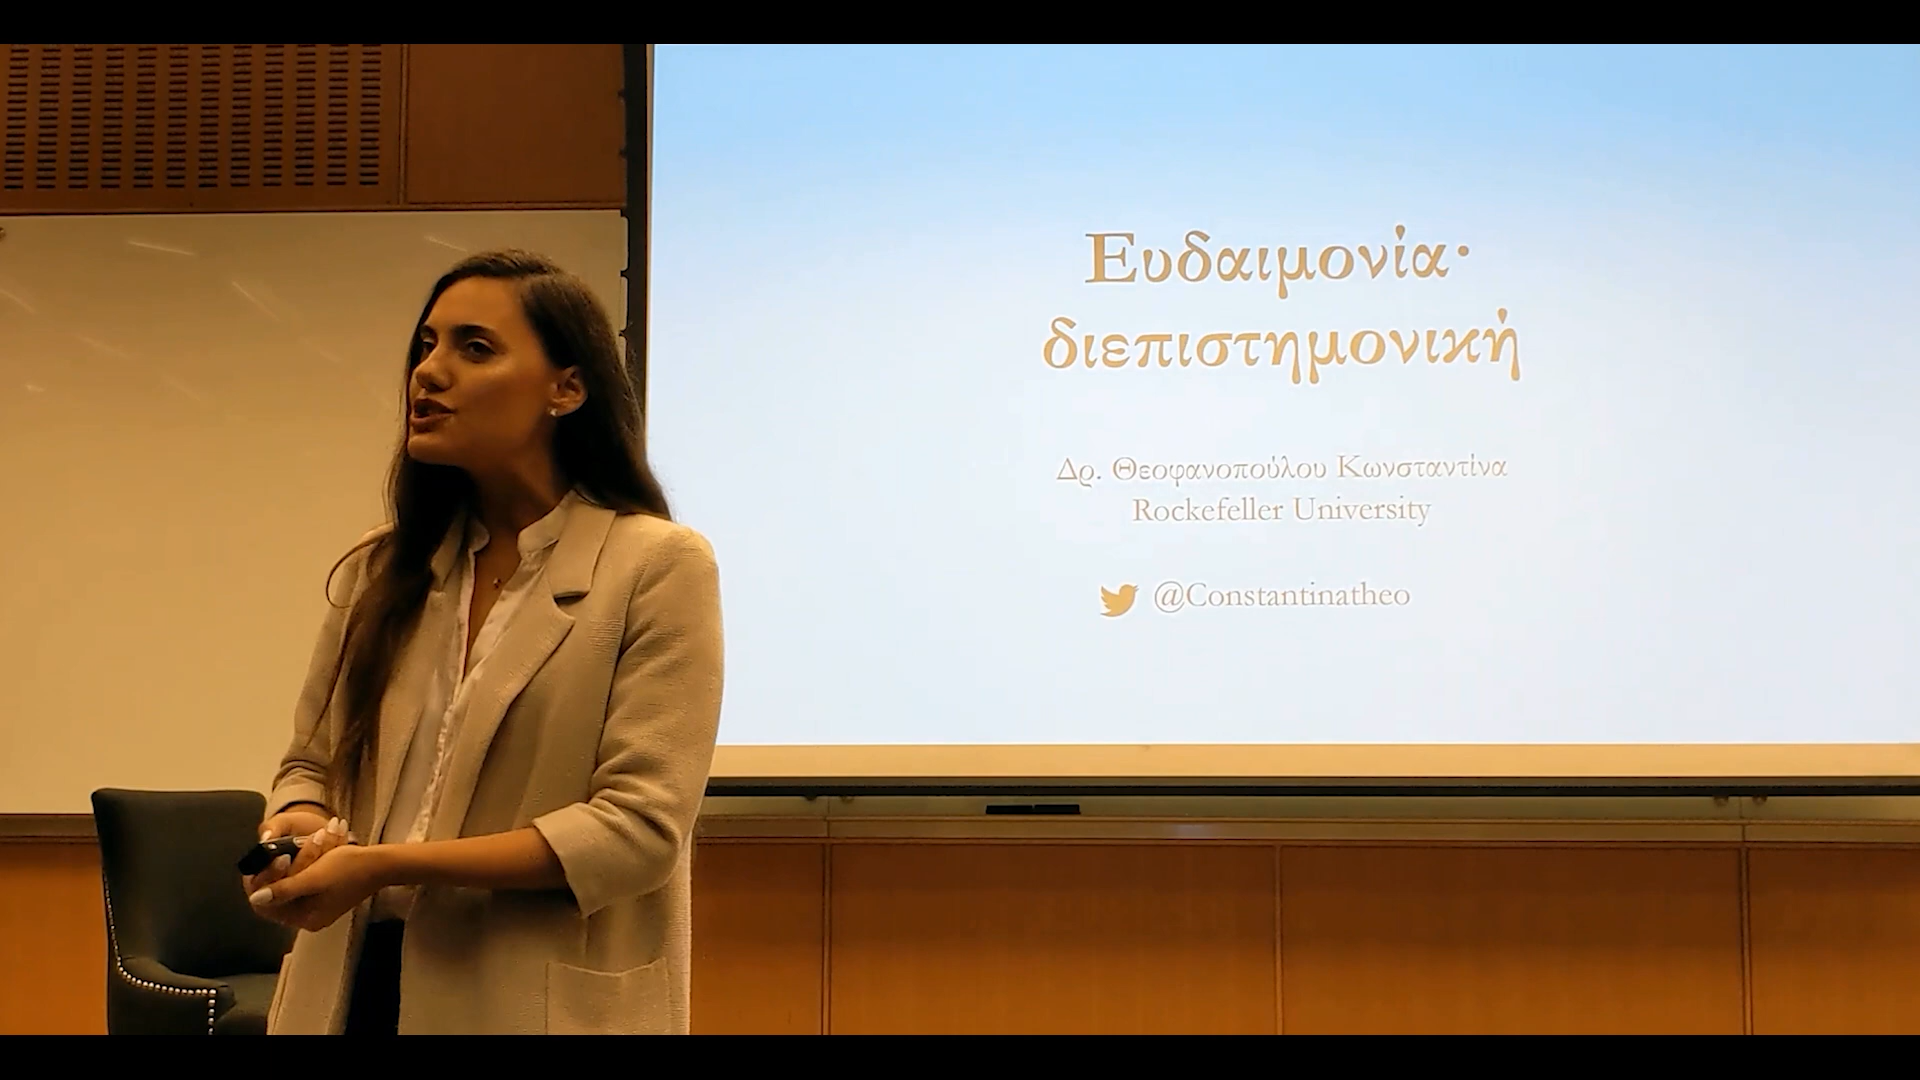 Ευδαιμονία·
διεπιστημονική
Δρ. Θεοφανοπούλου Κωνσταντίνα
Rockefeller University
@Constantinatheo